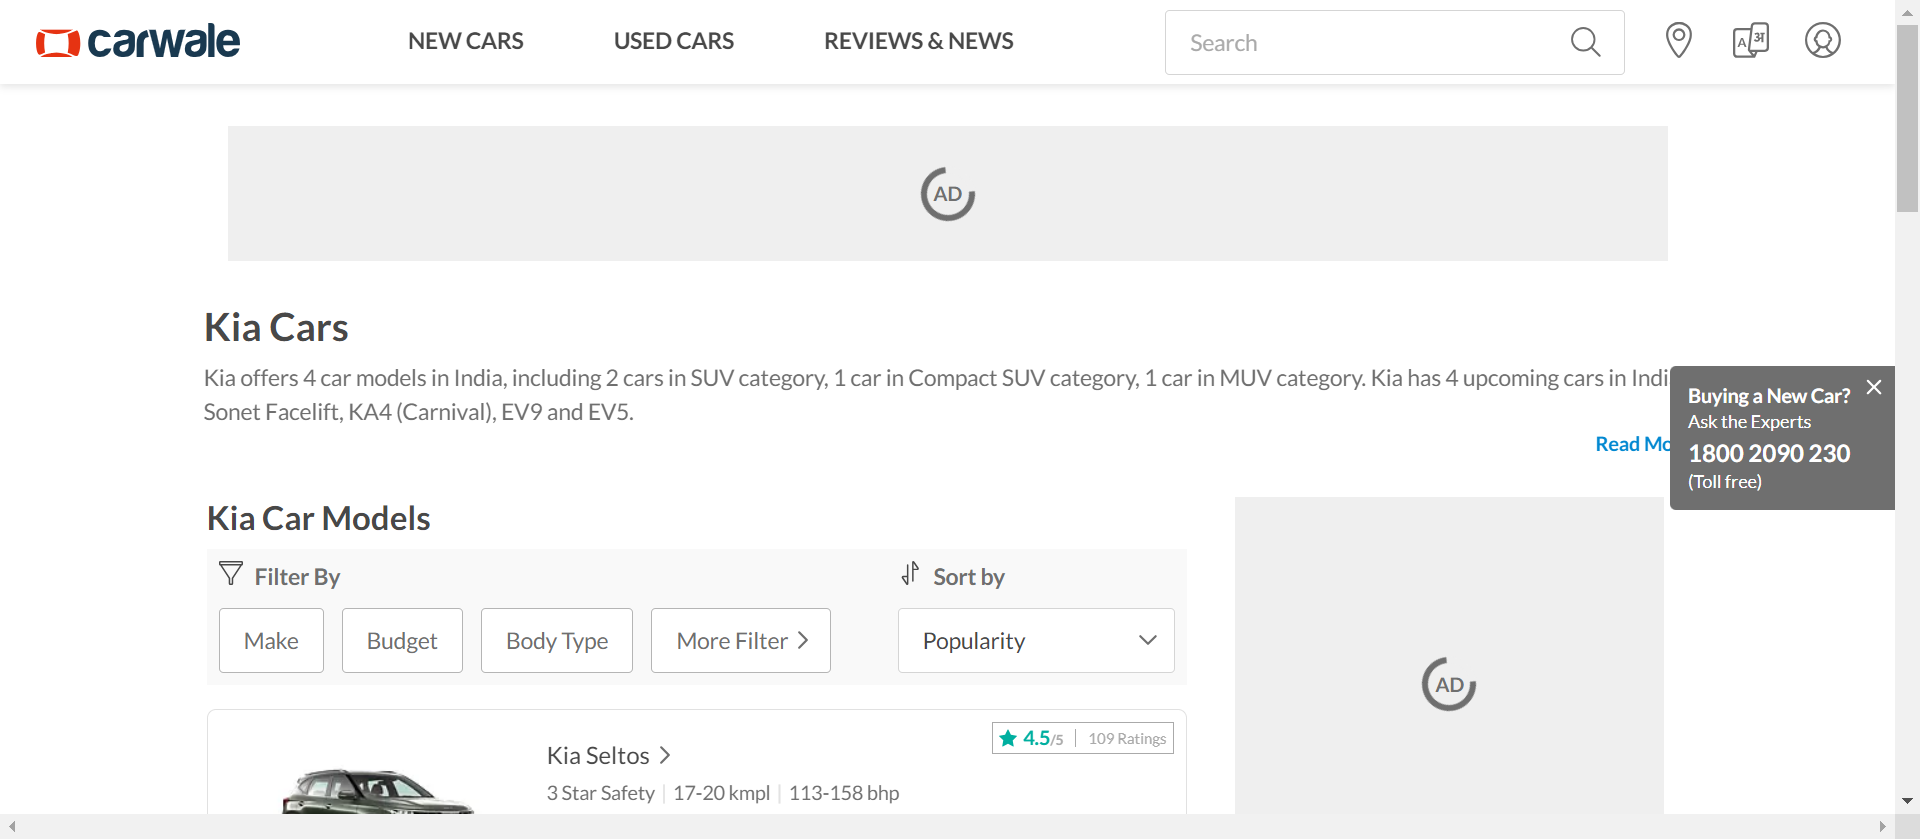 carwale
NEW CARS
USED CARS
REVIEWS & NEWS
Search
A अ
AD
Kia Cars
Kia offers 4 car models in India, including 2 cars in SUV category, 1 car in Compact SUV category, 1 car in MUV category. Kia has 4 upcoming cars in
Sonet Facelift, KA4 (Carnival), EV9 and EV5.
Read
Buying a New Car?
Ask the Experts
1800 2090 230
(Toll free)
Kia Car Models
Filter By
Sort by
Make
Budget
Body Type
More Filter
Popularity
AD
4.5/5 109 Ratings
Kia Seltos
3 Star Safety 17-20 kmpl 113-158 bhp